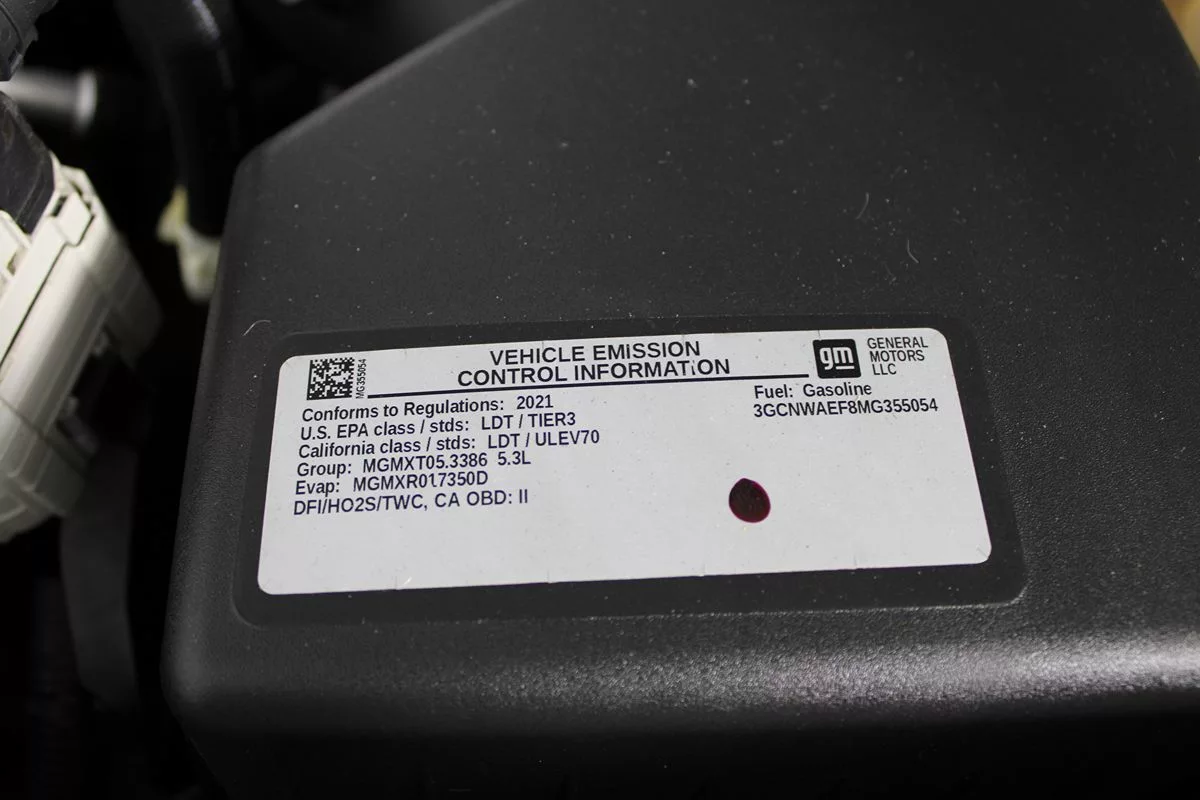 MG355054
VEHICLE EMISSION
CONTROL INFORMATION
gm
GENERAL
MOTORS
LLC
Conforms to Regulations: 2021
U.S. EPA class / stds: LDT / TIER3
California class / stds: LDT / ULEV70
Group: MGMXT05.3386 5.3L
Evap: MGMXR017350D
DFI/HO2S/TWC, CA OBD: II
Fuel: Gasoline
3GCNWAEF8MG355054